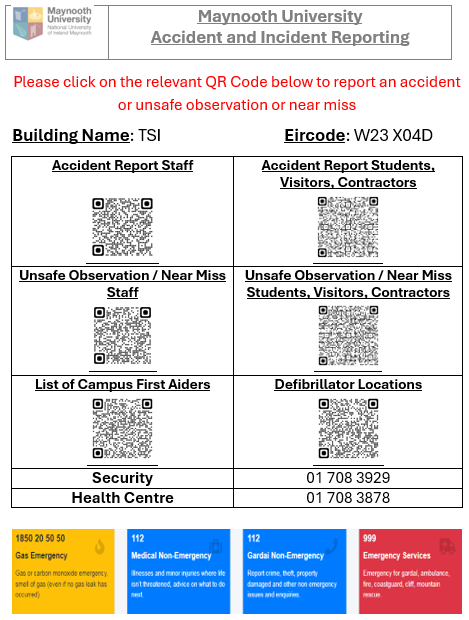 Maynooth
University
National University
of Ireland Maynooth
Maynooth University
Accident and Incident Reporting
Please click on the relevant QR Code below to report an accident
or unsafe observation or near miss
Building Name: TSI
Eircode: W23 X04D
Accident Report Staff
Accident Report Students,
Visitors, Contractors
Unsafe Observation / Near Miss
Staff
Unsafe Observation / Near Miss
Students, Visitors, Contractors
List of Campus First Aiders
Defibrillator Locations
Security
01 708 3929
Health Centre
01 708 3878
1850 20 50 50
Gas Emergency
Gas or carbon monoxide emergency,
smell of gas (even if no gas leak has
occurred)
112
Medical Non-Emergency
Illnesses and minor injuries where life
isn't threatened, advice on what to do
next.
112
Gardai Non-Emergency
Report crime, theft, property
damaged and other non emergency
issues and enquiries.
999
Emergency Services
Emergency for gardaí, ambulance,
fire, coastguard, cliff, mountain
rescue.